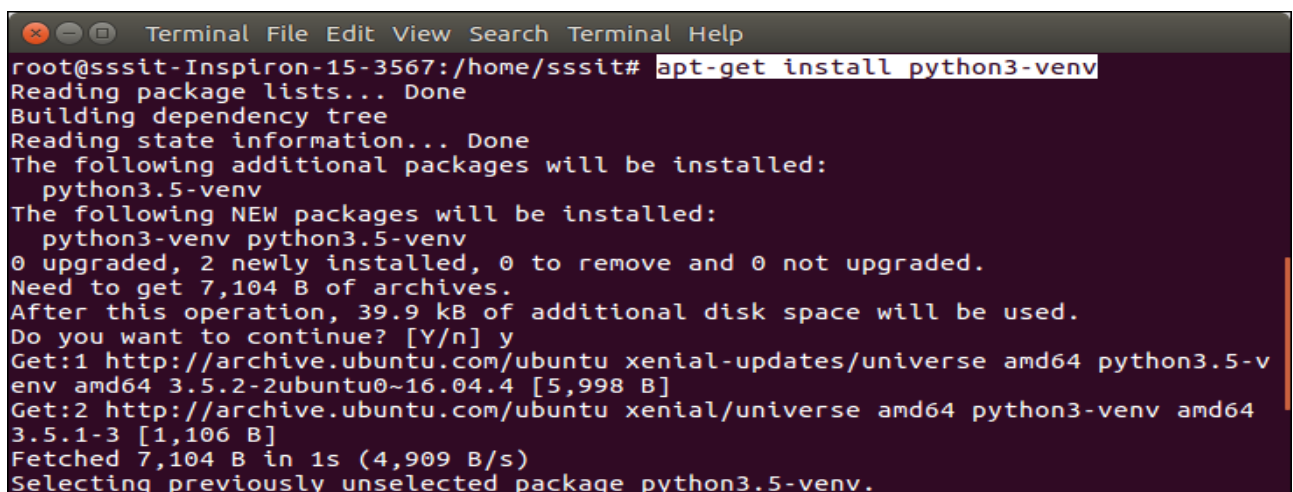 Terminal File Edit View Search Terminal Help
root@sssit-Inspiron-15-3567:/home/sssit# apt-get install python3-venv
Reading package lists... Done
Building dependency tree
Reading state information... Done
The following additional packages will be installed:
  python3.5-venv
The following NEW packages will be installed:
  python3-venv python3.5-venv
0 upgraded, 2 newly installed, 0 to remove and 0 not upgraded.
Need to get 7,104 B of archives.
After this operation, 39.9 kB of additional disk space will be used.
Do you want to continue? [Y/n] y
Get:1 http://archive.ubuntu.com/ubuntu xenial-updates/universe amd64 python3.5-v
env amd64 3.5.2-2ubuntu0~16.04.4 [5,998 B]
Get:2 http://archive.ubuntu.com/ubuntu xenial/universe amd64 python3-venv amd64
3.5.1-3 [1,106 B]
Fetched 7,104 B in 1s (4,909 B/s)
Selecting previously unselected package python3.5-venv.